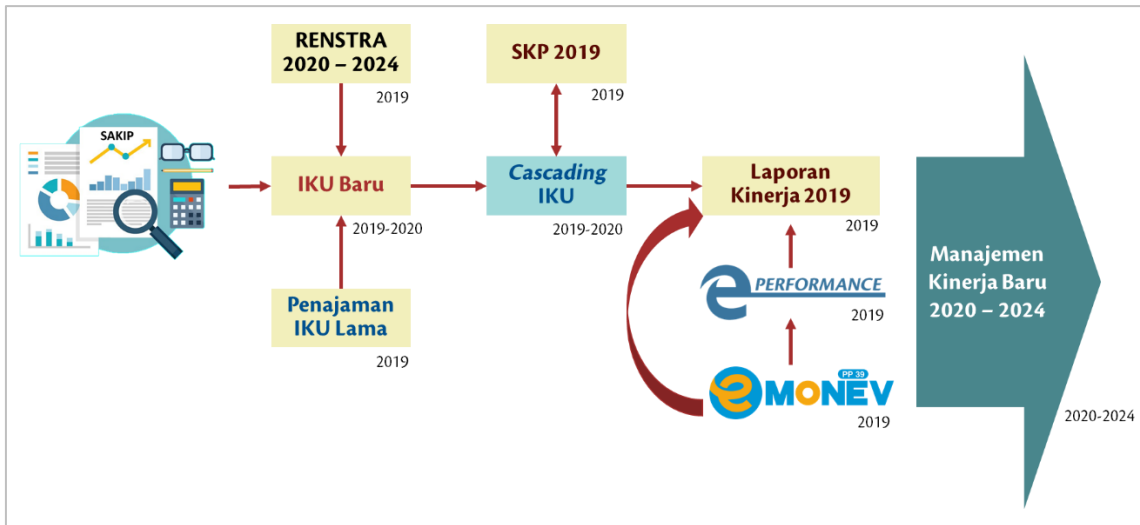 SAKIP
RENSTRA
2020 – 2024
2019
SKP 2019
2019
IKU Baru
2019-2020
Cascading
IKU
2019-2020
Laporan
Kinerja 2019
2019
Penajaman
IKU Lama
2019
e PERFORMANCE
2019
PP 39
e MONEV
2019
Manajemen
Kinerja Baru
2020 – 2024
2020-2024